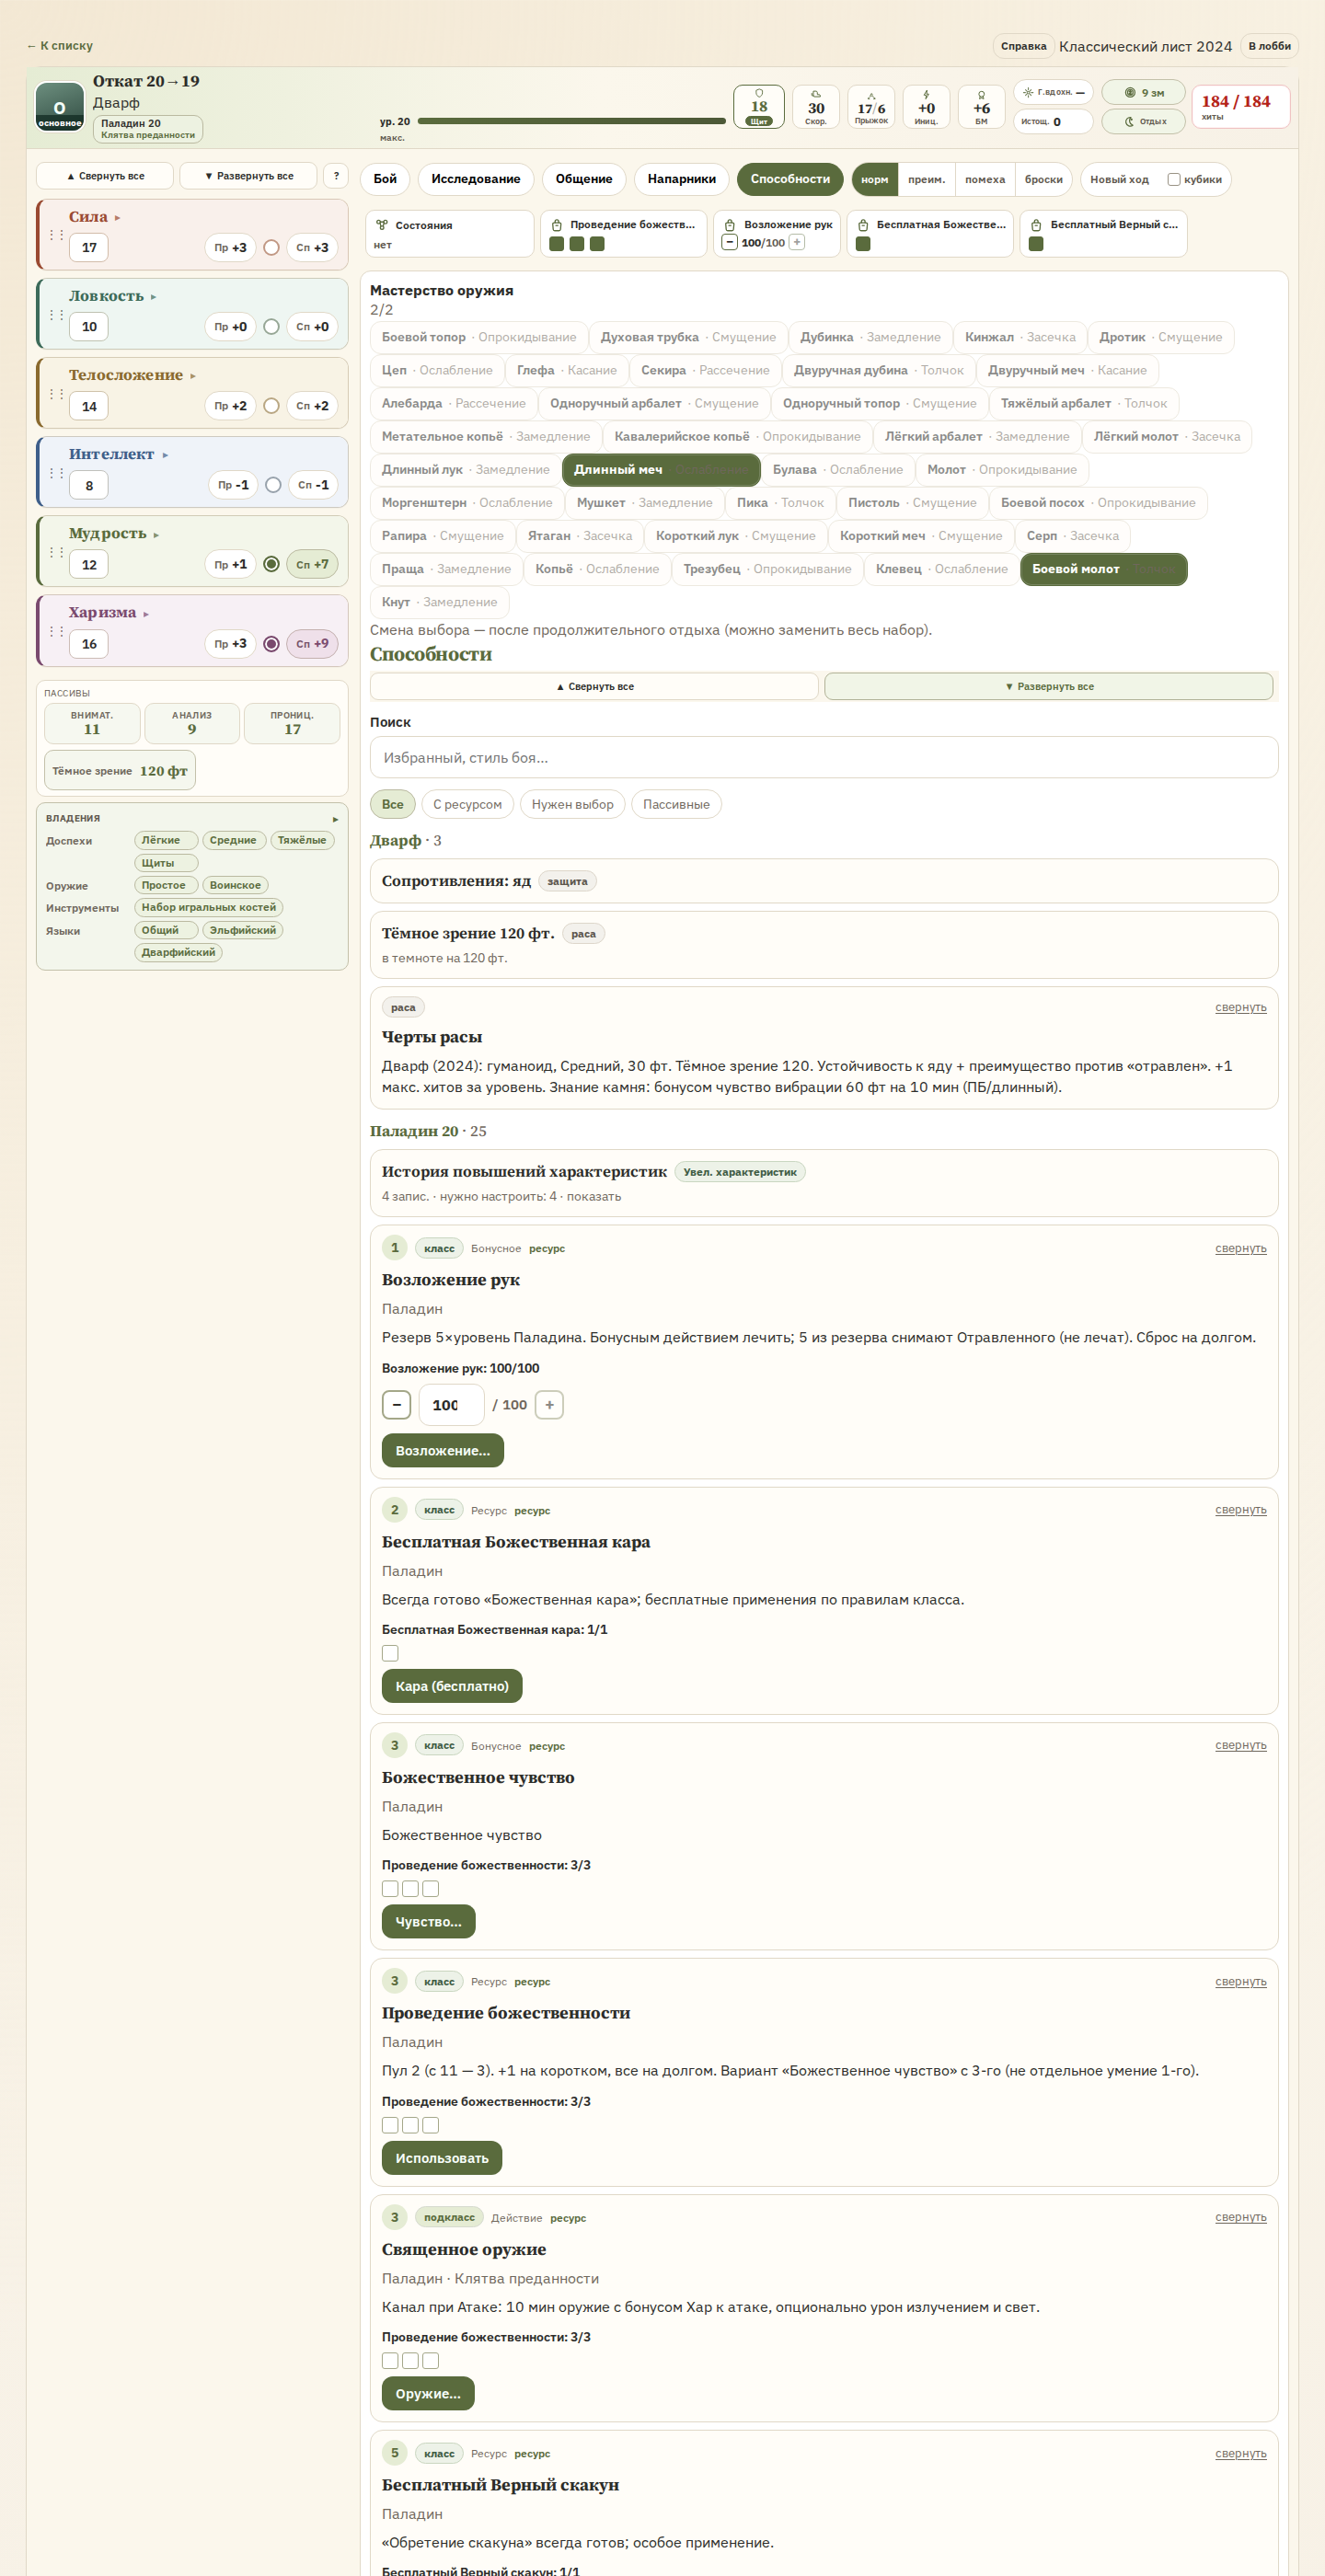 ← К списку
Справка Классический лист 2024 В лобби
О
основное
Откат 20→19
Дварф
Паладин 20
Клятва преданности
ур. 20
макс.
18
Щит
30
Скор.
17/6
Прыжок
+0
Иниц.
+6
БМ
Г.вдохн. —
Истощ. 0
9 зм
Отдых
184 / 184
хиты
▲ Свернуть все ▼ Развернуть все ?
Бой Исследование Общение Напарники Способности норм преим. помеха броски Новый ход кубики
Состояния
нет
Проведение божеств…
Возложение рук
− 100/100 +
Бесплатная Божестве…
Бесплатный Верный с…
Сила ▸
17 Пр +3 Сп +3
Ловкость ▸
10 Пр +0 Сп +0
Телосложение ▸
14 Пр +2 Сп +2
Интеллект ▸
8 Пр -1 Сп -1
Мудрость ▸
12 Пр +1 Сп +7
Харизма ▸
16 Пр +3 Сп +9
ПАССИВЫ
ВНИМАТ. АНАЛИЗ ПРОНИЦ.
11 9 17
Тёмное зрение 120 фт
ВЛАДЕНИЯ ▸
Доспехи Лёгкие Средние Тяжёлые
Щиты
Оружие Простое Воинское
Инструменты Набор игральных костей
Языки Общий Эльфийский
Дварфийский
Мастерство оружия
2/2
Боевой топор · Опрокидывание Духовая трубка · Смущение Дубинка · Замедление Кинжал · Засечка Дротик · Смущение
Цеп · Ослабление Глефа · Касание Секира · Рассечение Двуручная дубина · Толчок Двуручный меч · Касание
Алебарда · Рассечение Одноручный арбалет · Смущение Одноручный топор · Смущение Тяжёлый арбалет · Толчок
Метательное копьё · Замедление Кавалерийское копьё · Опрокидывание Лёгкий арбалет · Замедление Лёгкий молот · Засечка
Длинный лук · Замедление Длинный меч Булава · Ослабление Молот · Опрокидывание
Моргенштерн · Ослабление Мушкет · Замедление Пика · Толчок Пистоль · Смущение Боевой посох · Опрокидывание
Рапира · Смущение Ятаган · Засечка Короткий лук · Смущение Короткий меч · Смущение Серп · Засечка
Праща · Замедление Копьё · Ослабление Трезубец · Опрокидывание Клевец · Ослабление Боевой молот
Кнут · Замедление
Смена выбора — после продолжительного отдыха (можно заменить весь набор).
Способности
▲ Свернуть все ▼ Развернуть все
Поиск
Избранный, стиль боя…
Все С ресурсом Нужен выбор Пассивные
Дварф · 3
Сопротивления: яд защита
Тёмное зрение 120 фт. раса
в темноте на 120 фт.
раса свернуть
Черты расы
Дварф (2024): гуманоид, Средний, 30 фт. Тёмное зрение 120. Устойчивость к яду + преимущество против «отравлен». +1
макс. хитов за уровень. Знание камня: бонусом чувство вибрации 60 фт на 10 мин (ПБ/длинный).
Паладин 20 · 25
История повышений характеристик Увел. характеристик
4 запис. · нужно настроить: 4 · показать
1 класс Бонусное ресурс свернуть
Возложение рук
Паладин
Резерв 5×уровень Паладина. Бонусным действием лечить; 5 из резерва снимают Отравленного (не лечат). Сброс на долгом.
Возложение рук: 100/100
− 100 / 100 +
Возложение…
2 класс Ресурс ресурс свернуть
Бесплатная Божественная кара
Паладин
Всегда готово «Божественная кара»; бесплатные применения по правилам класса.
Бесплатная Божественная кара: 1/1
Кара (бесплатно)
3 класс Бонусное ресурс свернуть
Божественное чувство
Паладин
Божественное чувство
Проведение божественности: 3/3
Чувство…
3 класс Ресурс ресурс свернуть
Проведение божественности
Паладин
Пул 2 (с 11 — 3). +1 на коротком, все на долгом. Вариант «Божественное чувство» с 3-го (не отдельное умение 1-го).
Проведение божественности: 3/3
Использовать
3 подкласс Действие ресурс свернуть
Священное оружие
Паладин · Клятва преданности
Канал при Атаке: 10 мин оружие с бонусом Хар к атаке, опционально урон излучением и свет.
Проведение божественности: 3/3
Оружие…
5 класс Ресурс ресурс свернуть
Бесплатный Верный скакун
Паладин
«Обретение скакуна» всегда готов; особое применение.
Бесплатный Верный скакун: 1/1